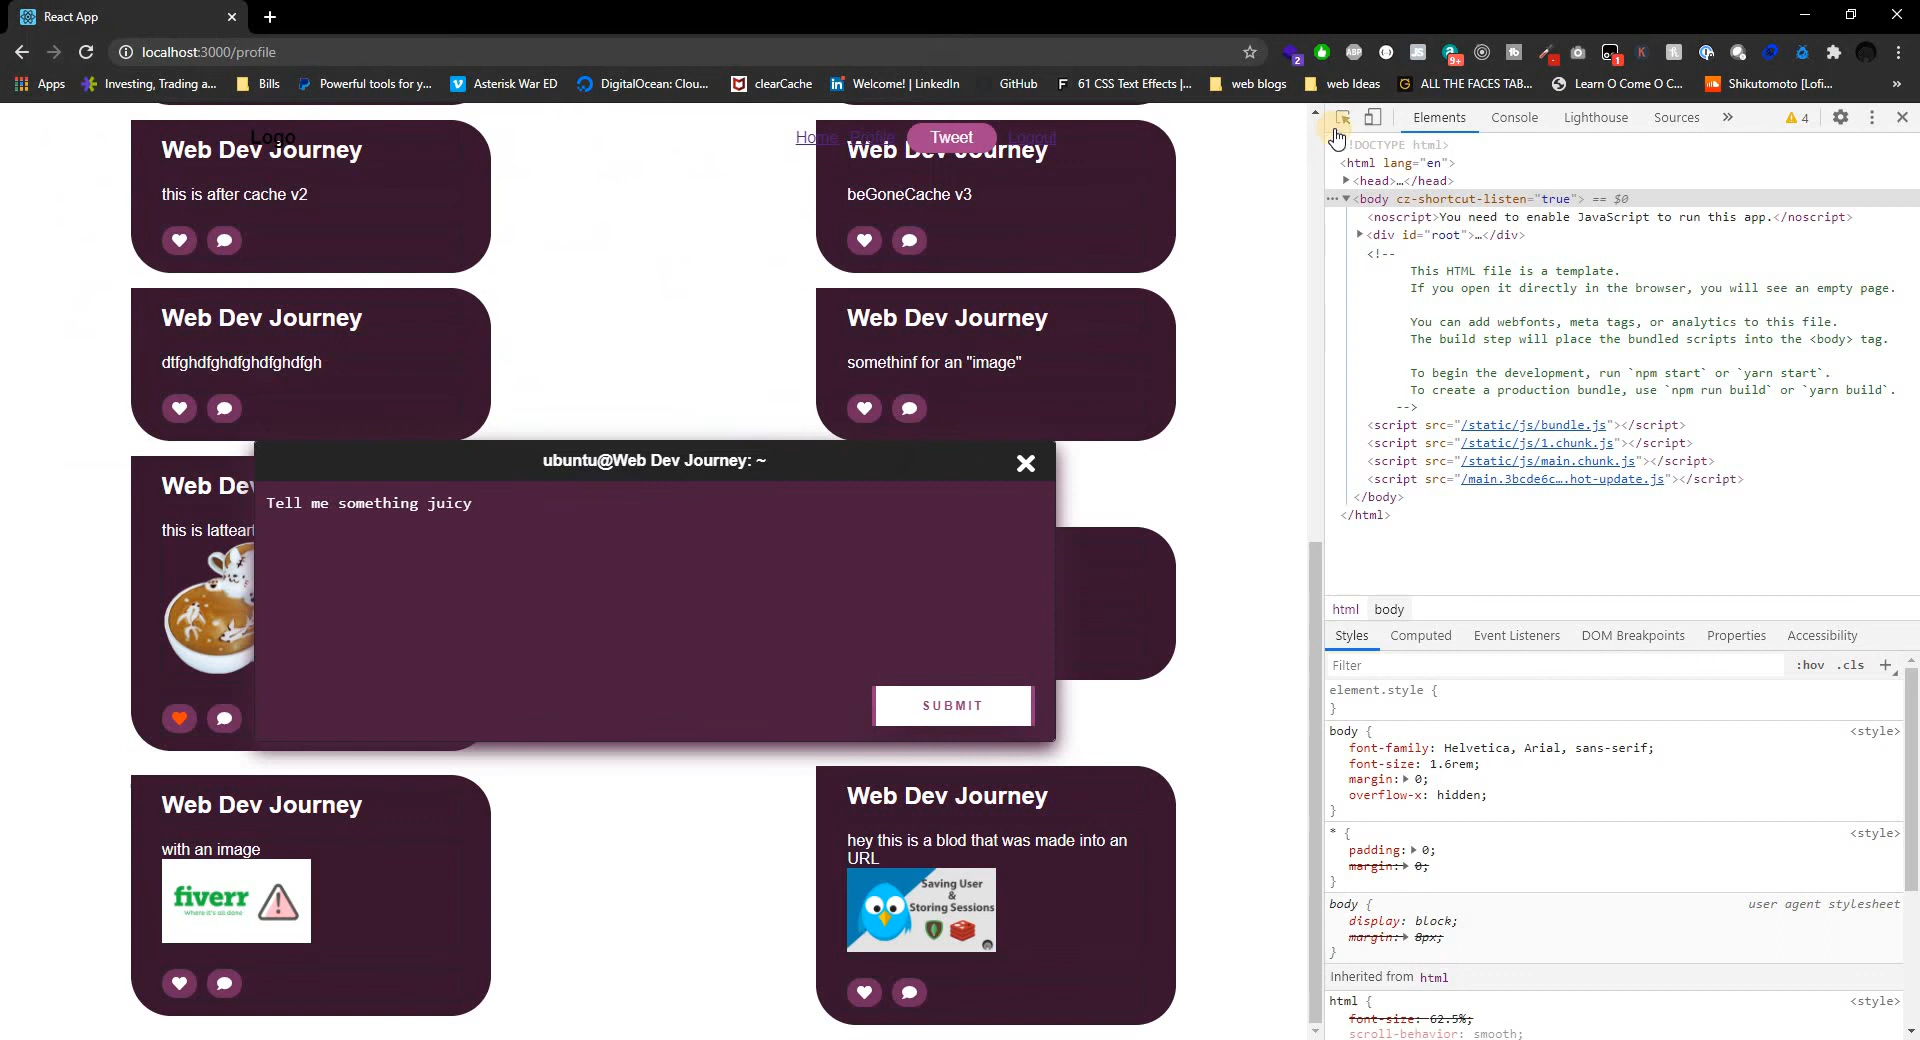 React App
localhost:3000/profile
Apps
Investing, Trading a...
Bills
Powerful tools for y...
Asterisk War ED
DigitalOcean: Clou...
clearCache
Welcome! | LinkedIn
GitHub
61 CSS Text Effects |...
web blogs
web Ideas
ALL THE FACES TAB...
Learn O Come O C...
Shikutomoto [Lofi...
»
Logo
Home
Profile
Tweet
Logout
Web Dev Journey
this is after cache v2
Web Dev Journey
beGoneCache v3
Web Dev Journey
dtfghdfghdfghdfghdfgh
Web Dev Journey
somethinf for an "image"
Web De
this is lattear
ubuntu@Web Dev Journey: ~
Tell me something juicy
SUBMIT
Web Dev Journey
with an image
fiverr
Where it's all done
Web Dev Journey
hey this is a blod that was made into an
URL
Saving User
&
Storing Sessions
Elements
Console
Lighthouse
Sources
»
4
!DOCTYPE html>
<html lang="en">
<head>…</head>
<body cz-shortcut-listen="true"> == $0
<noscript>You need to enable JavaScript to run this app.</noscript>
<div id="root">…</div>
<!--
This HTML file is a template.
If you open it directly in the browser, you will see an empty page.
You can add webfonts, meta tags, or analytics to this file.
The build step will place the bundled scripts into the <body> tag.
To begin the development, run `npm start` or `yarn start`.
To create a production bundle, use `npm run build` or `yarn build`.
-->
<script src="/static/js/bundle.js"></script>
<script src="/static/js/1.chunk.js"></script>
<script src="/static/js/main.chunk.js"></script>
<script src="/main.3bcde6c….hot-update.js"></script>
</body>
</html>
html
body
Styles
Computed
Event Listeners
DOM Breakpoints
Properties
Accessibility
Filter
:hov
.cls
+
element.style {
}
body {
<style>
font-family: Helvetica, Arial, sans-serif;
font-size: 1.6rem;
margin: 0;
overflow-x: hidden;
}
* {
<style>
padding: 0;
margin: 0;
}
body {
user agent stylesheet
display: block;
margin: 8px;
}
Inherited from html
html {
<style>
font-size: 62.5%;
scroll-behavior: smooth;